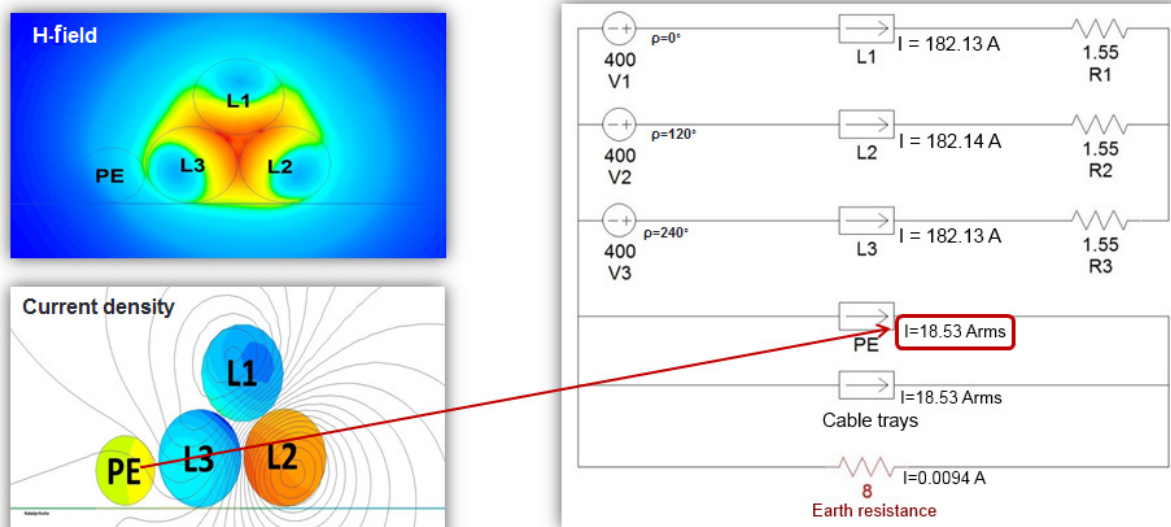 H-field
L1
L3
L2
PE
Current density
L1
PE
L3
L2
ρ=0°
400
V1
L1
I = 182.13 A
1.55
R1
ρ=120°
400
V2
L2
I = 182.14 A
1.55
R2
ρ=240°
400
V3
L3
I = 182.13 A
1.55
R3
PE
I=18.53 Arms
I=18.53 Arms
Cable trays
I=0.0094 A
8
Earth resistance